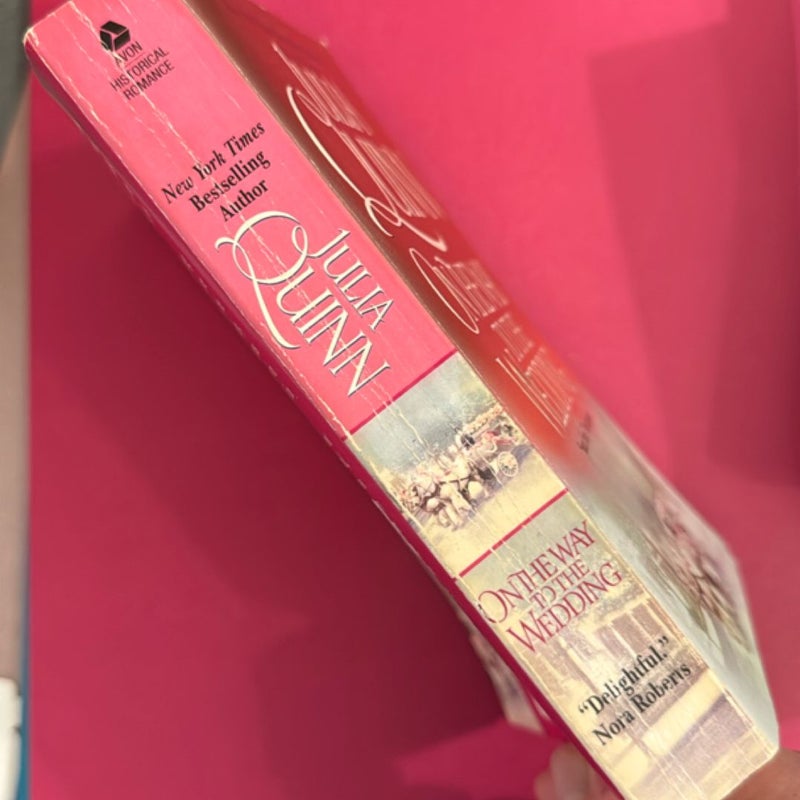 AVON
HISTORICAL
ROMANCE
New York Times
Bestselling
Author
JULIA
QUINN
ON THE WAY
TO THE
WEDDING
"Delightful."
Nora Roberts